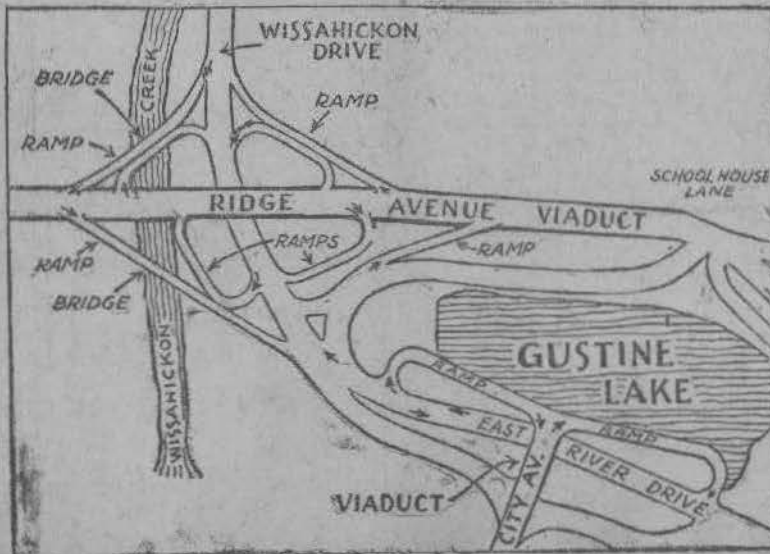 WISSAHICKON
DRIVE
BRIDGE
CREEK
RAMP
RAMP
SCHOOL HOUSE
LANE
RIDGE AVENUE VIADUCT
RAMPS
RAMP
RAMP
BRIDGE
WISSAHICKON
GUSTINE
LAKE
RAMP
EAST RIVER DRIVE
RAMP
VIADUCT
CITY AV.